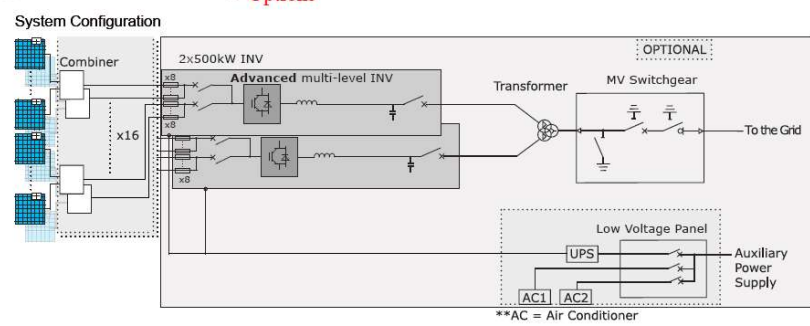 System Configuration
OPTIONAL
Combiner
2x500kW INV
Advanced multi-level INV
x8
Transformer
MV Switchgear
x16
x8
To the Grid
x8
Low Voltage Panel
UPS
Auxiliary
Power
Supply
AC1
AC2
**AC = Air Conditioner